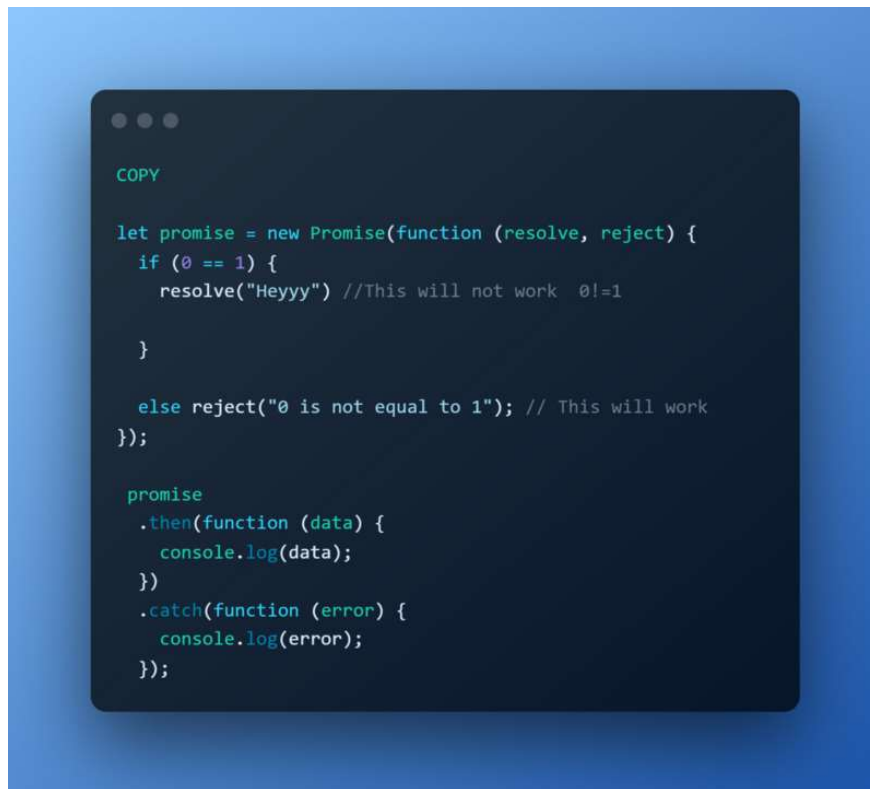 COPY
let promise = new Promise(function (resolve, reject) {
  if (0 == 1) {
    resolve("Heyyy") //This will not work  0!=1
  }
  else reject("0 is not equal to 1"); // This will work
});
 promise
  .then(function (data) {
    console.log(data);
  })
  .catch(function (error) {
    console.log(error);
  });